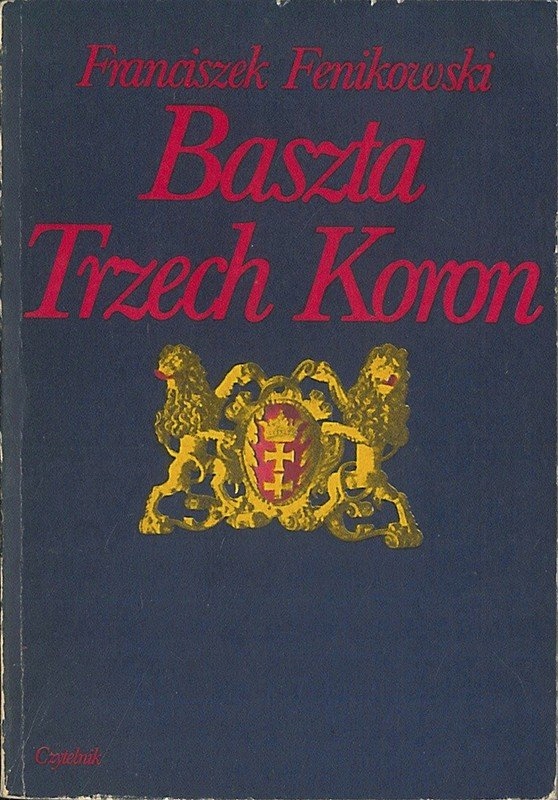 Franciszek Fenikowski
Baszta
Trzech Koron
Czytelnik